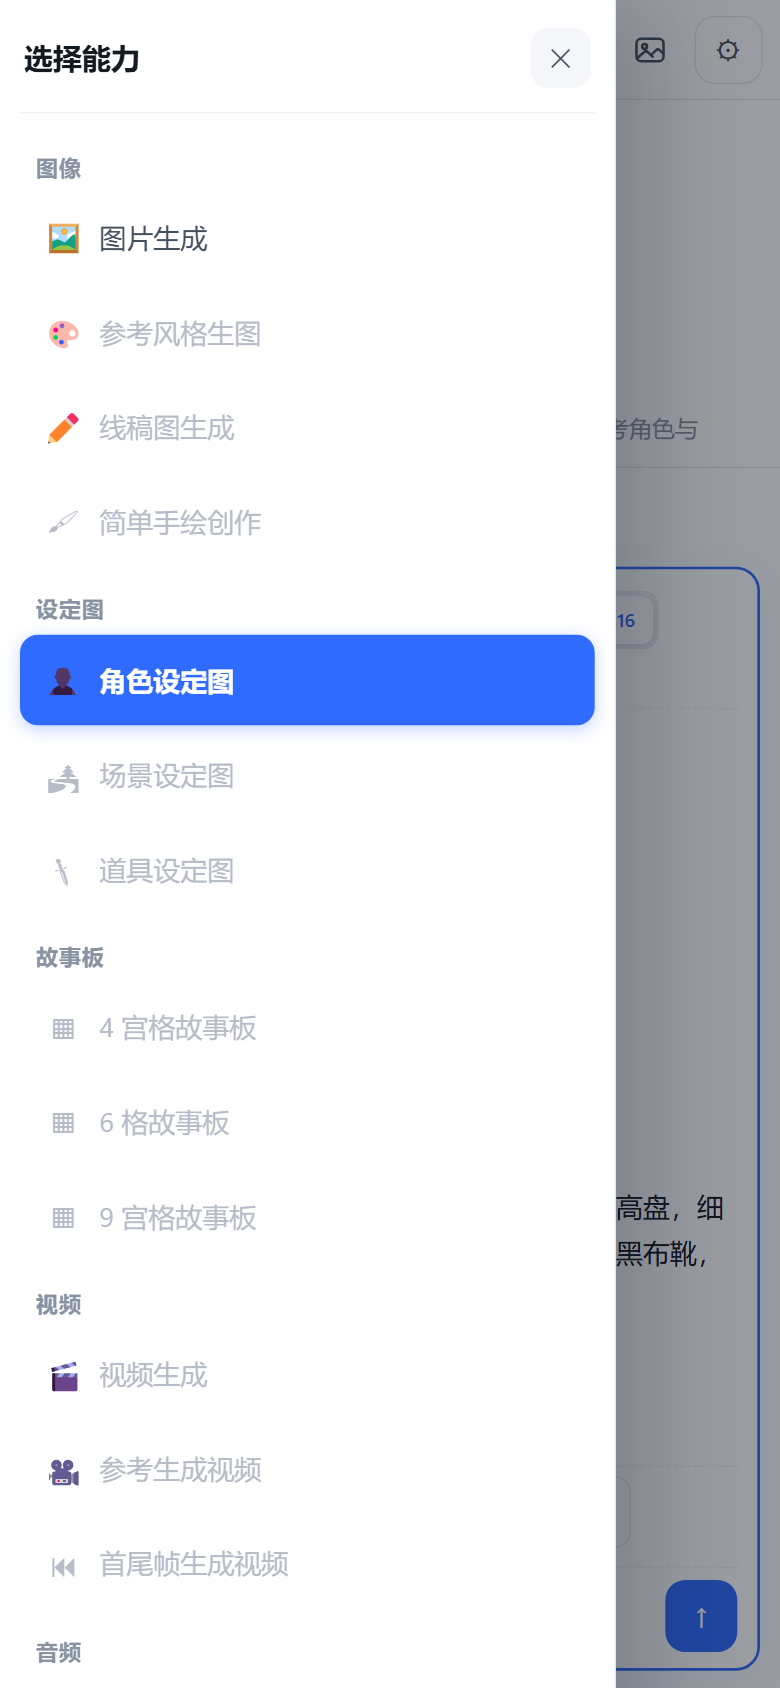 选择能力
图像
图片生成
参考风格生图
线稿图生成
简单手绘创作
设定图
角色设定图
场景设定图
道具设定图
故事板
4 宫格故事板
6 格故事板
9 宫格故事板
视频
视频生成
参考生成视频
首尾帧生成视频
音频
考角色与
16
高盘，细
黑布靴，